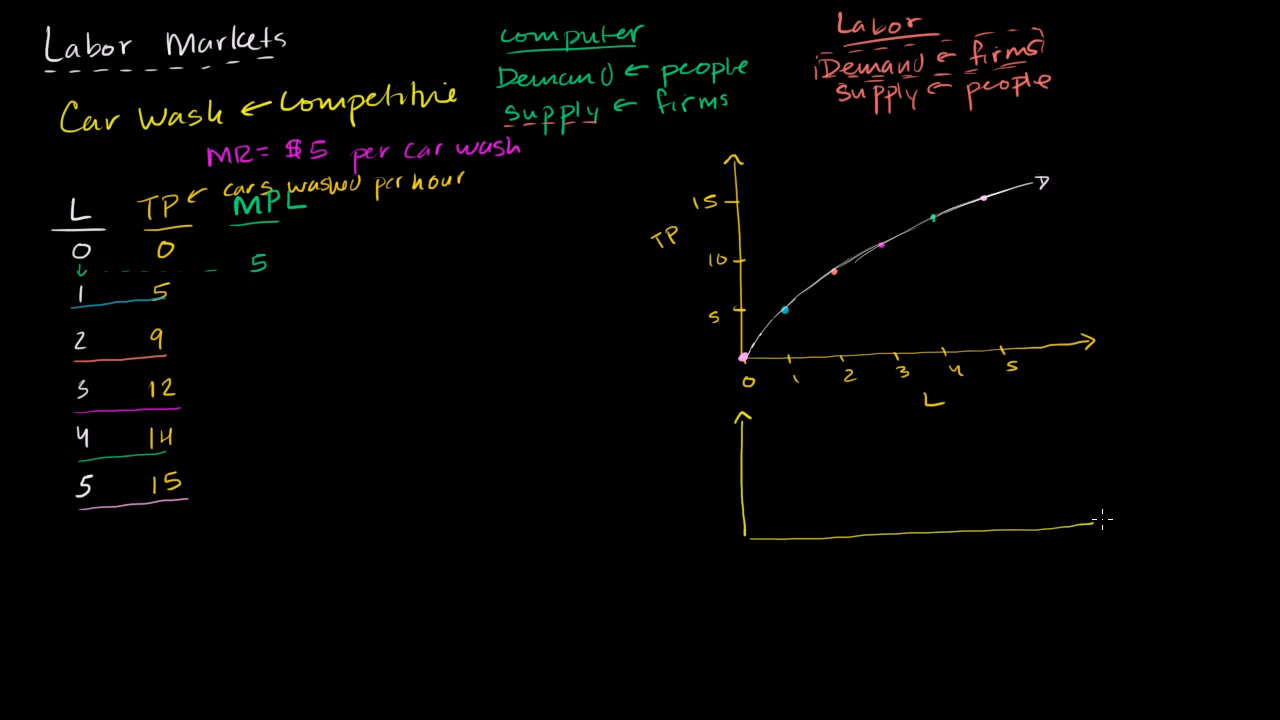 Labor Markets
Car Wash ← Competitive
MR = $5 per car wash
computer
Demand ← people
supply ← firms
Labor
Demand ← firms
supply ← people
L TP ← cars washed per hour MPL
0 0
5
1 5
2 9
3 12
4 14
5 15
15
TP
10
5
0 1 2 3 4 5
L